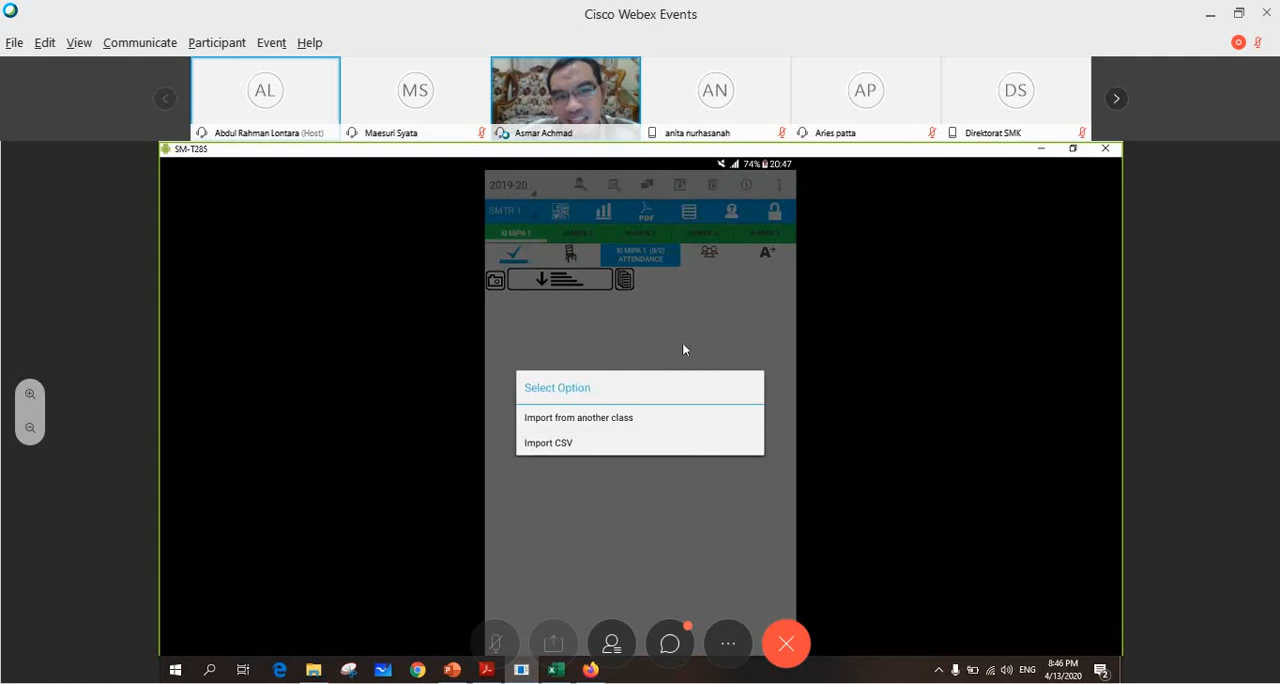 Cisco Webex Events
File Edit View Communicate Participant Event Help
AL MS AN AP DS
Abdul Rahman Lontara (Host) Maesuri Syata Asmar Achmad anita nurhasanah Aries patta Direktorat SMK
SM-T285
74% 20:47
2019-20
SMTR 1 PDF
XI MIPA 1
XI MIPA 1 (0/0)
ATTENDANCE
A+
Select Option
Import from another class
Import CSV
ENG
8:46 PM
4/13/2020
2